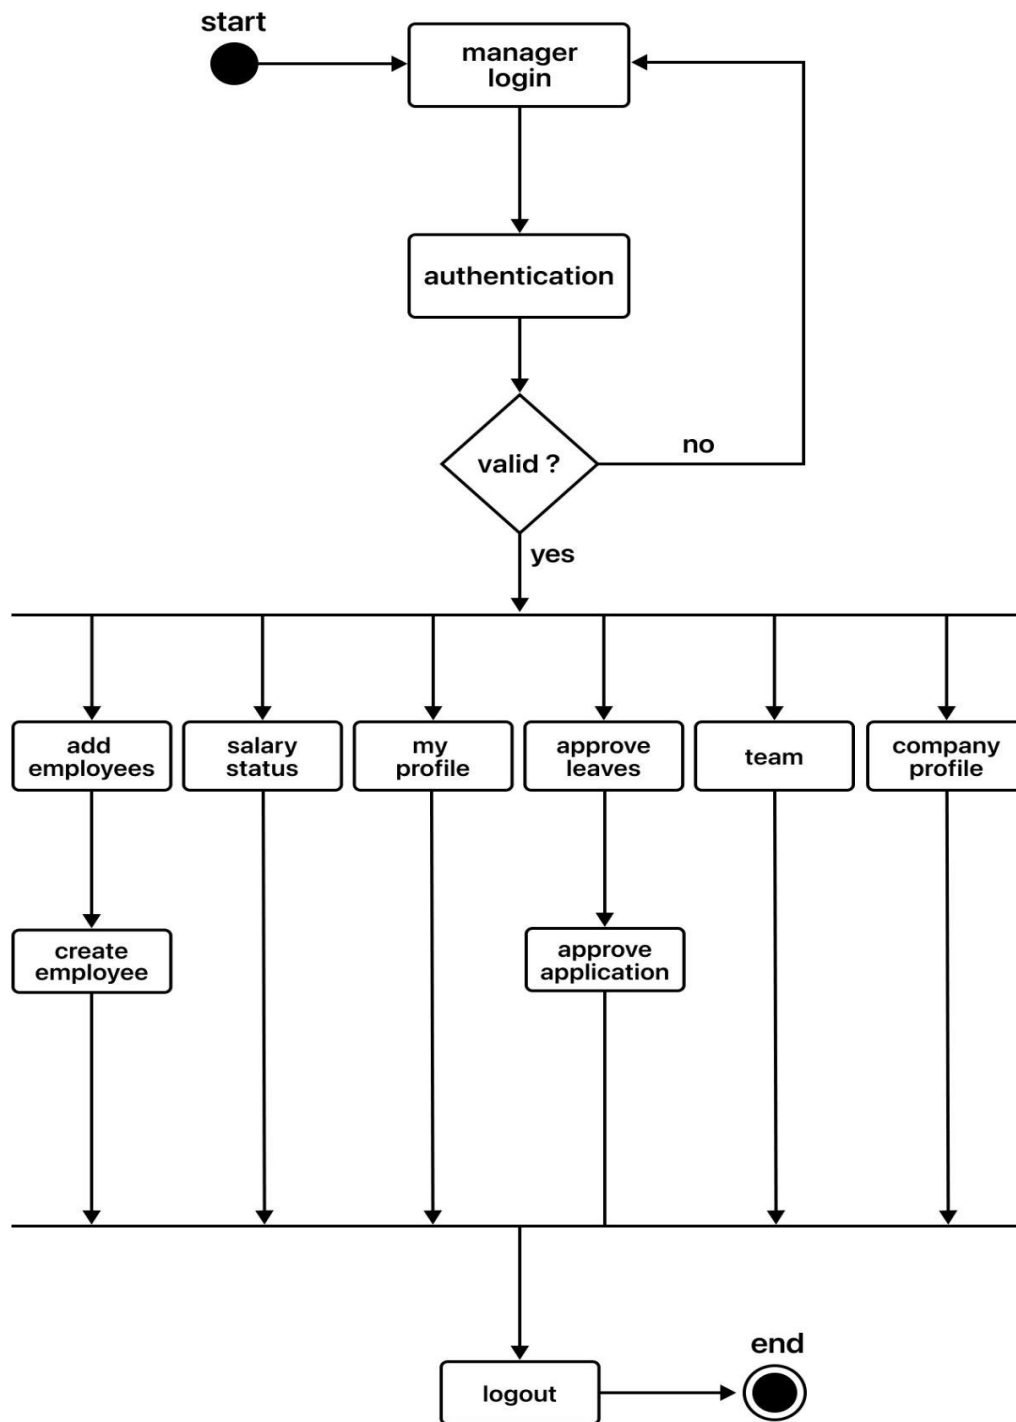 start
manager
login
authentication
valid ?
no
yes
add
employees
salary
status
my
profile
approve
leaves
team
company
profile
create
employee
approve
application
end
logout